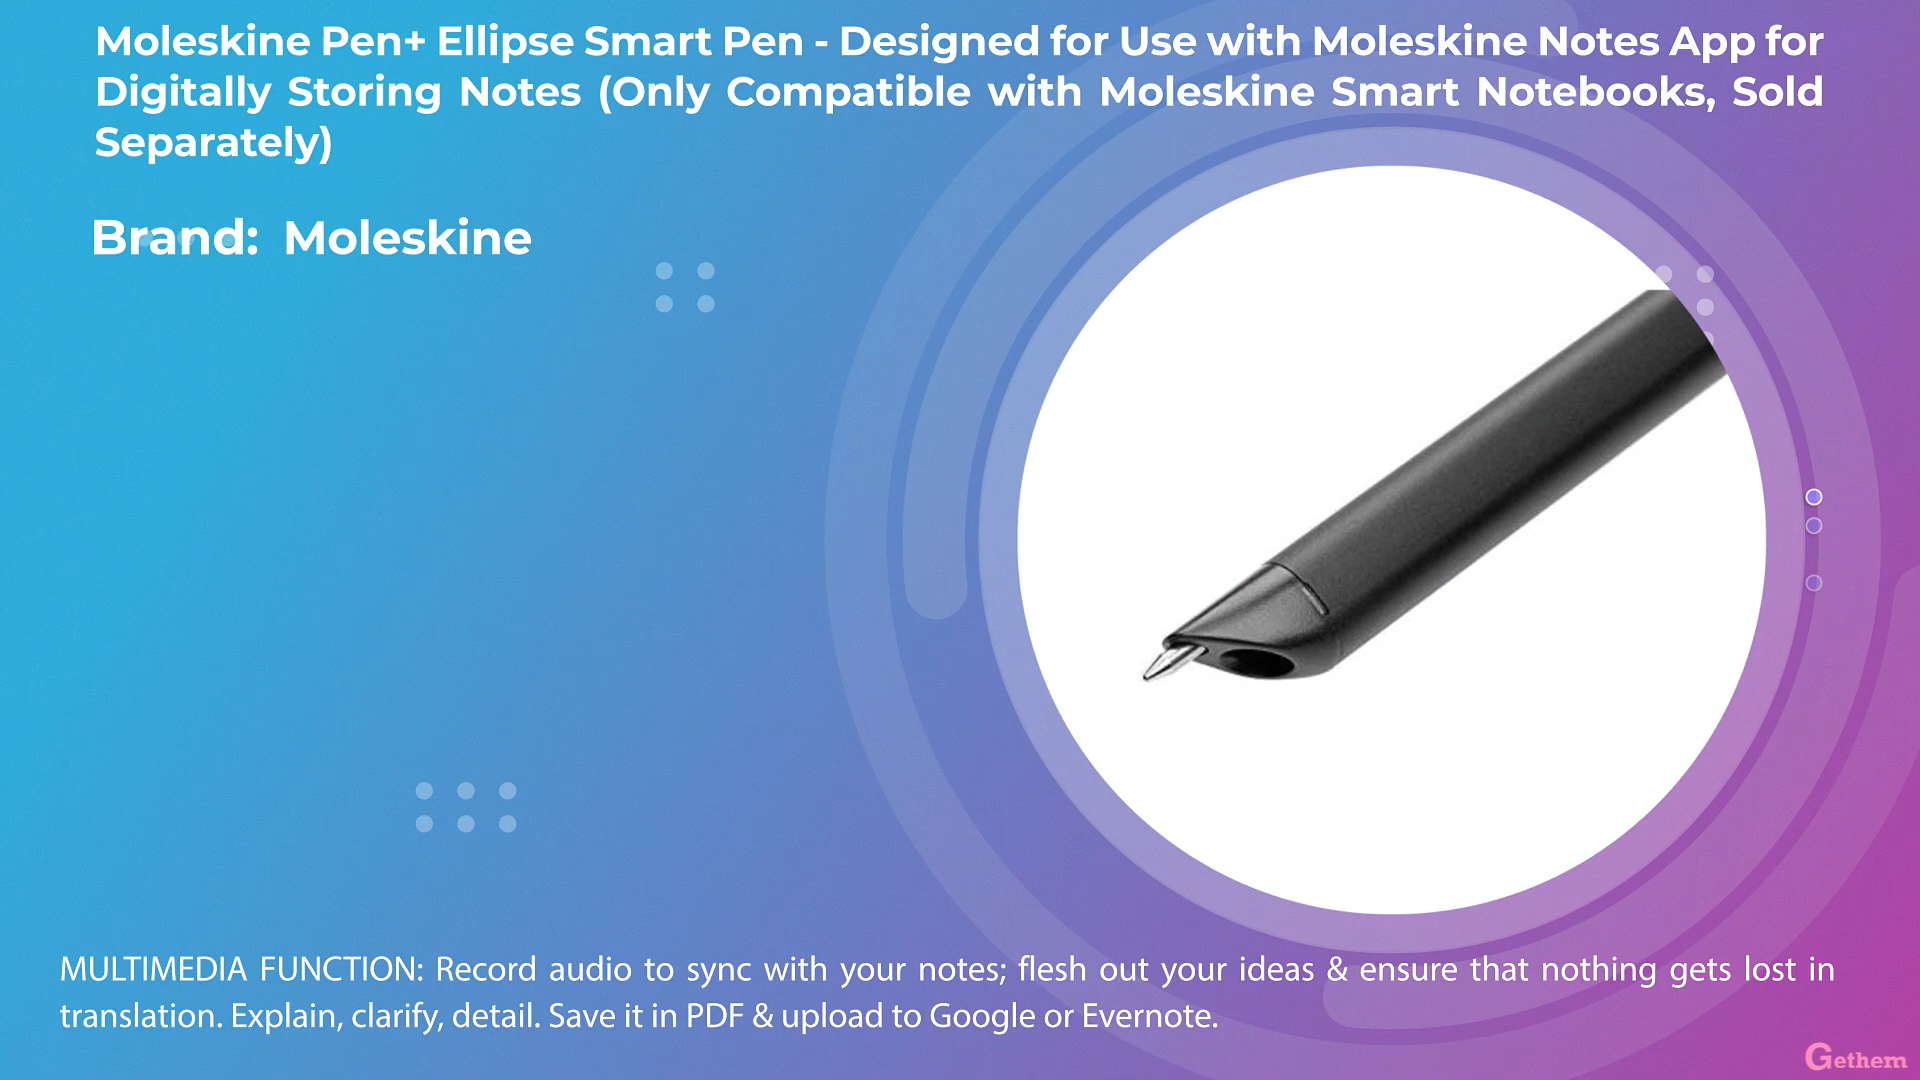 Moleskine Pen+ Ellipse Smart Pen - Designed for Use with Moleskine Notes App for
Digitally Storing Notes (Only Compatible with Moleskine Smart Notebooks, Sold
Separately)
Brand: Moleskine
MULTIMEDIA FUNCTION: Record audio to sync with your notes; flesh out your ideas & ensure that nothing gets lost in
translation. Explain, clarify, detail. Save it in PDF & upload to Google or Evernote.
Gethem